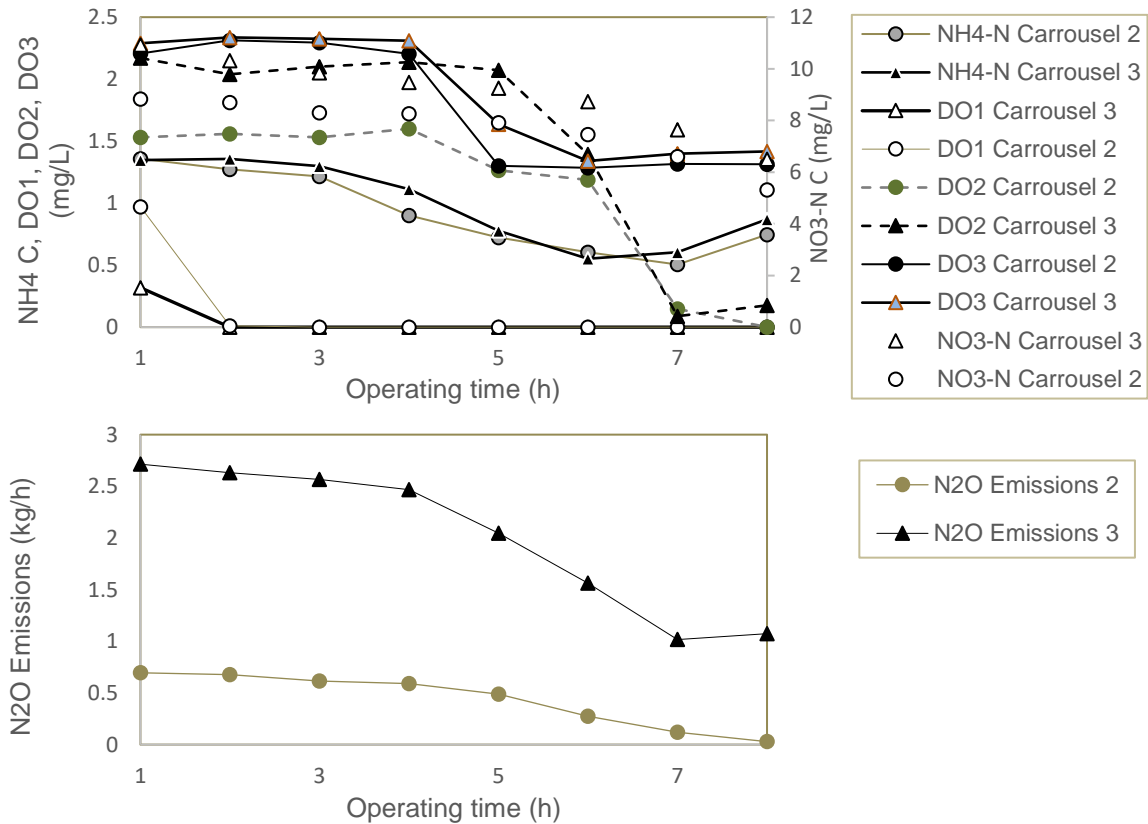 NH4 C, DO1, DO2, DO3
(mg/L)
2.5
2
1.5
1
0.5
0
12
10
8
6
4
2
0
NO3-N C (mg/L)
1
3
5
7
Operating time (h)
NH4-N Carrousel 2
NH4-N Carrousel 3
DO1 Carrousel 3
DO1 Carrousel 2
DO2 Carrousel 2
DO2 Carrousel 3
DO3 Carrousel 2
DO3 Carrousel 3
NO3-N Carrousel 3
NO3-N Carrousel 2
N2O Emissions (kg/h)
3
2.5
2
1.5
1
0.5
0
1
3
5
7
Operating time (h)
N2O Emissions 2
N2O Emissions 3